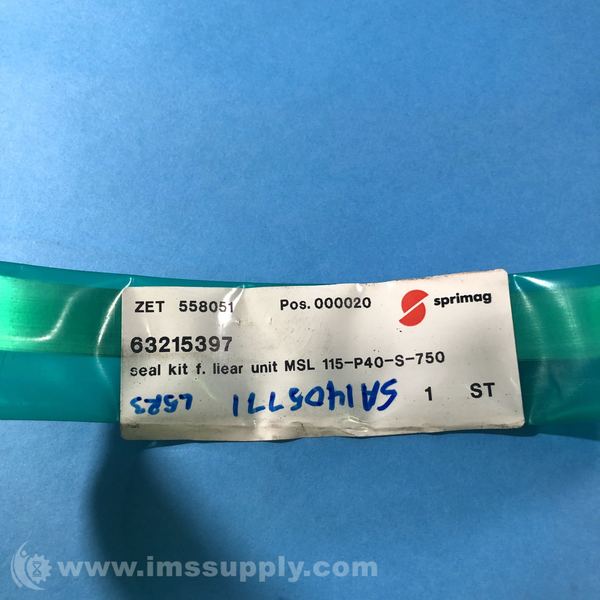 ZET 558051 Pos. 000020 sprimag
63215397
seal kit f. liear unit MSL 115-P40-S-750
SA1405771 1 ST
www.imssupply.com